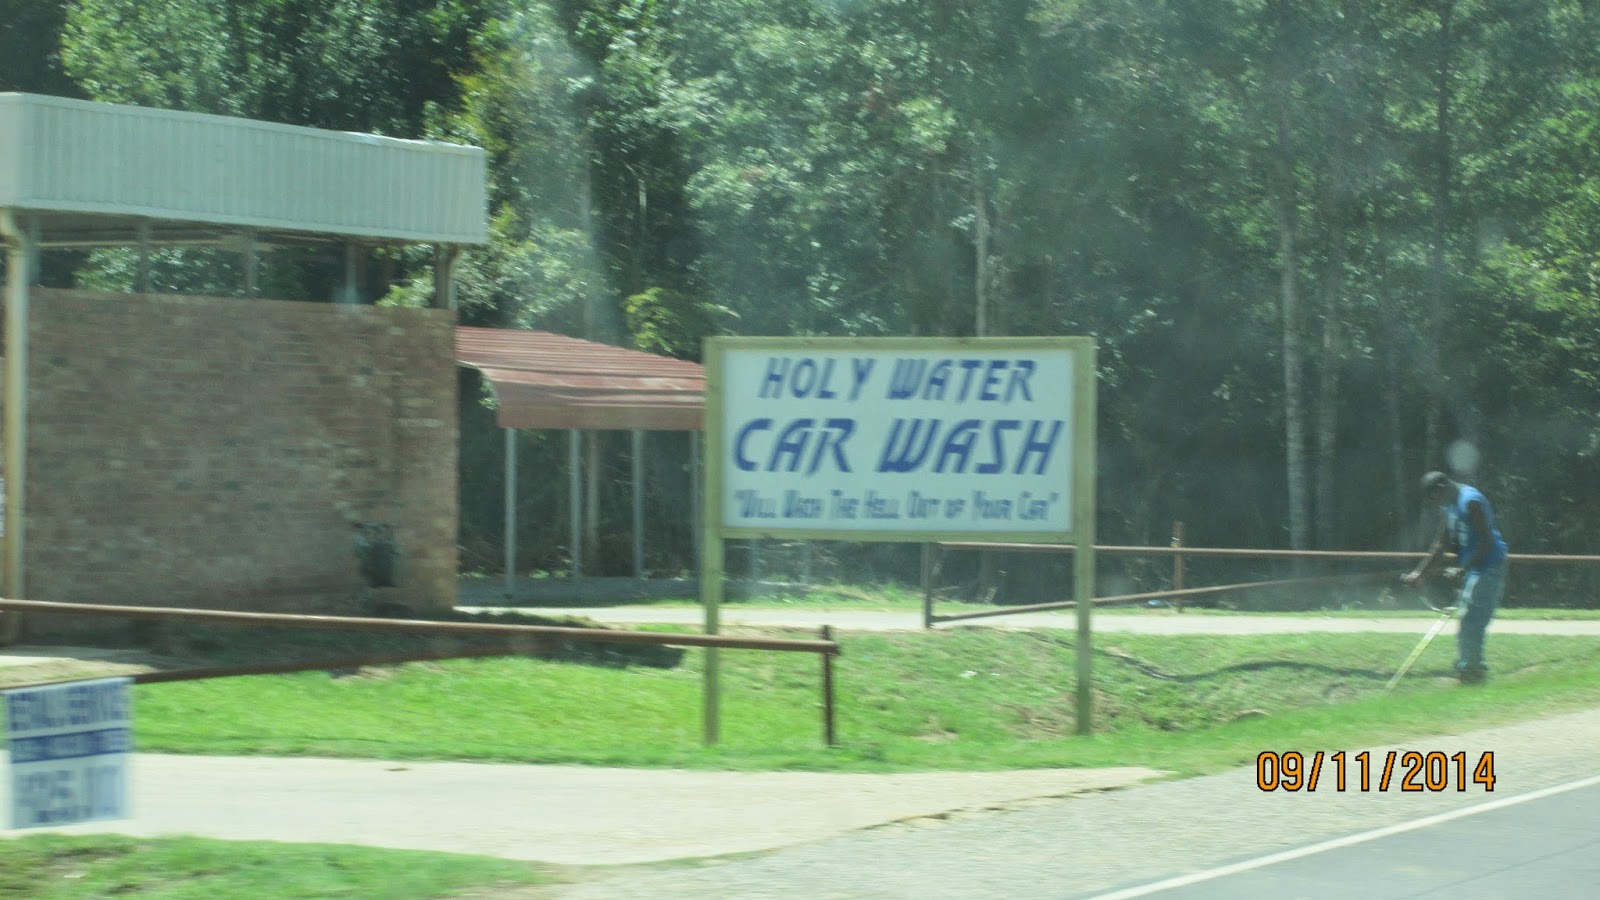 HOLY WATER
CAR WASH
"WILL WASH THE HELL OUT OF YOUR CAR"
09/11/2014